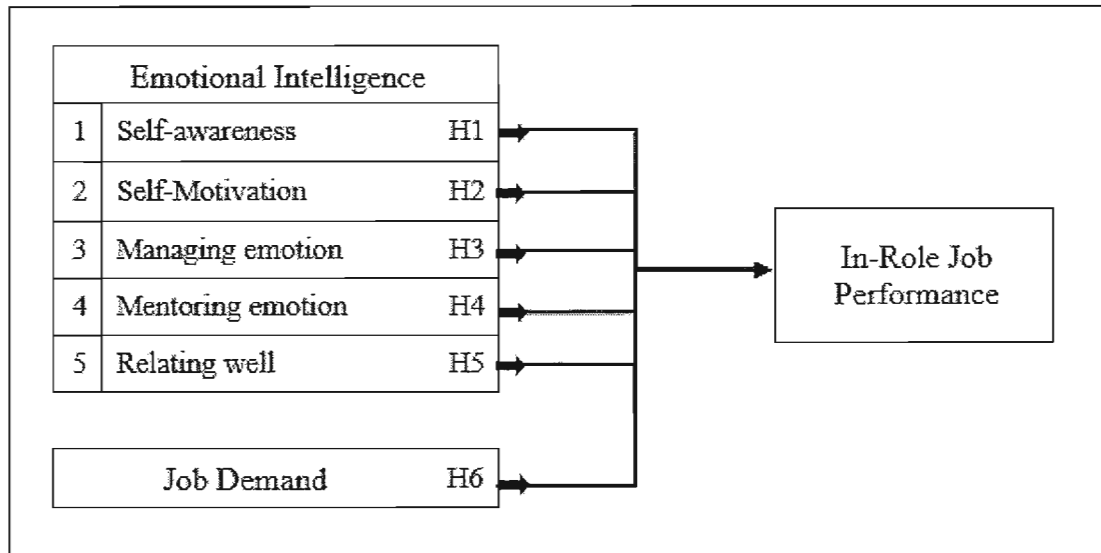 Emotional Intelligence
1 Self-awareness H1
2 Self-Motivation H2
3 Managing emotion H3
4 Mentoring emotion H4
5 Relating well H5
Job Demand H6
In-Role Job
Performance